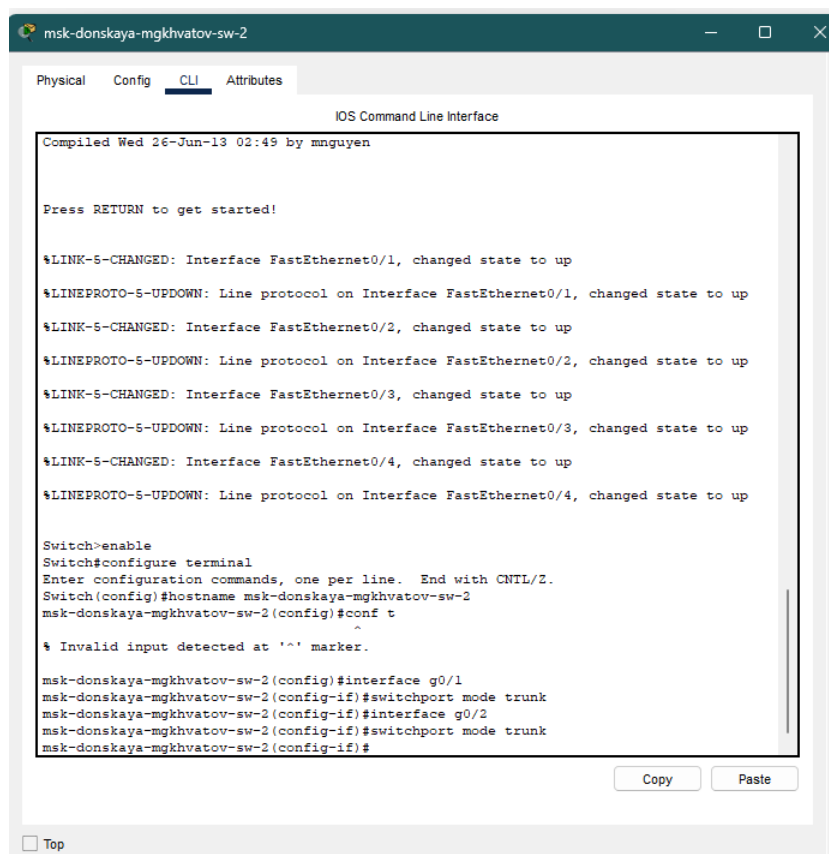 msk-donskaya-mgkhvatov-sw-2
Physical Config CLI Attributes
IOS Command Line Interface
Compiled Wed 26-Jun-13 02:49 by mnguyen
Press RETURN to get started!
%LINK-5-CHANGED: Interface FastEthernet0/1, changed state to up
%LINEPROTO-5-UPDOWN: Line protocol on Interface FastEthernet0/1, changed state to up
%LINK-5-CHANGED: Interface FastEthernet0/2, changed state to up
%LINEPROTO-5-UPDOWN: Line protocol on Interface FastEthernet0/2, changed state to up
%LINK-5-CHANGED: Interface FastEthernet0/3, changed state to up
%LINEPROTO-5-UPDOWN: Line protocol on Interface FastEthernet0/3, changed state to up
%LINK-5-CHANGED: Interface FastEthernet0/4, changed state to up
%LINEPROTO-5-UPDOWN: Line protocol on Interface FastEthernet0/4, changed state to up
Switch>enable
Switch#configure terminal
Enter configuration commands, one per line. End with CNTL/Z.
Switch(config)#hostname msk-donskaya-mgkhvatov-sw-2
msk-donskaya-mgkhvatov-sw-2(config)#conf t
^
% Invalid input detected at '^' marker.
msk-donskaya-mgkhvatov-sw-2(config)#interface g0/1
msk-donskaya-mgkhvatov-sw-2(config-if)#switchport mode trunk
msk-donskaya-mgkhvatov-sw-2(config-if)#interface g0/2
msk-donskaya-mgkhvatov-sw-2(config-if)#switchport mode trunk
msk-donskaya-mgkhvatov-sw-2(config-if)#
Copy Paste
Top